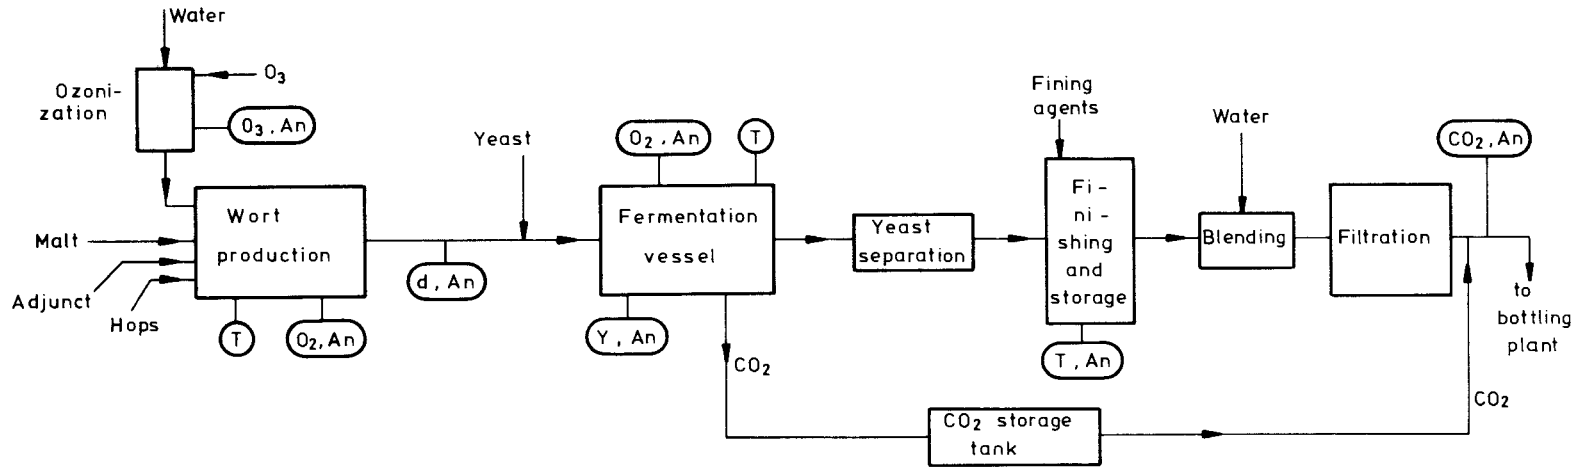 Water
O₃
Ozoni-
zation
O₃, An
Malt
Adjunct
Hops
Wort
production
T
O₂, An
d, An
Yeast
O₂, An
T
Fermentation
vessel
Y, An
CO₂
Yeast
separation
Fining
agents
Fi-
ni-
shing
and
storage
T, An
Water
Blending
Filtration
CO₂, An
to
bottling
plant
CO₂
CO₂ storage
tank